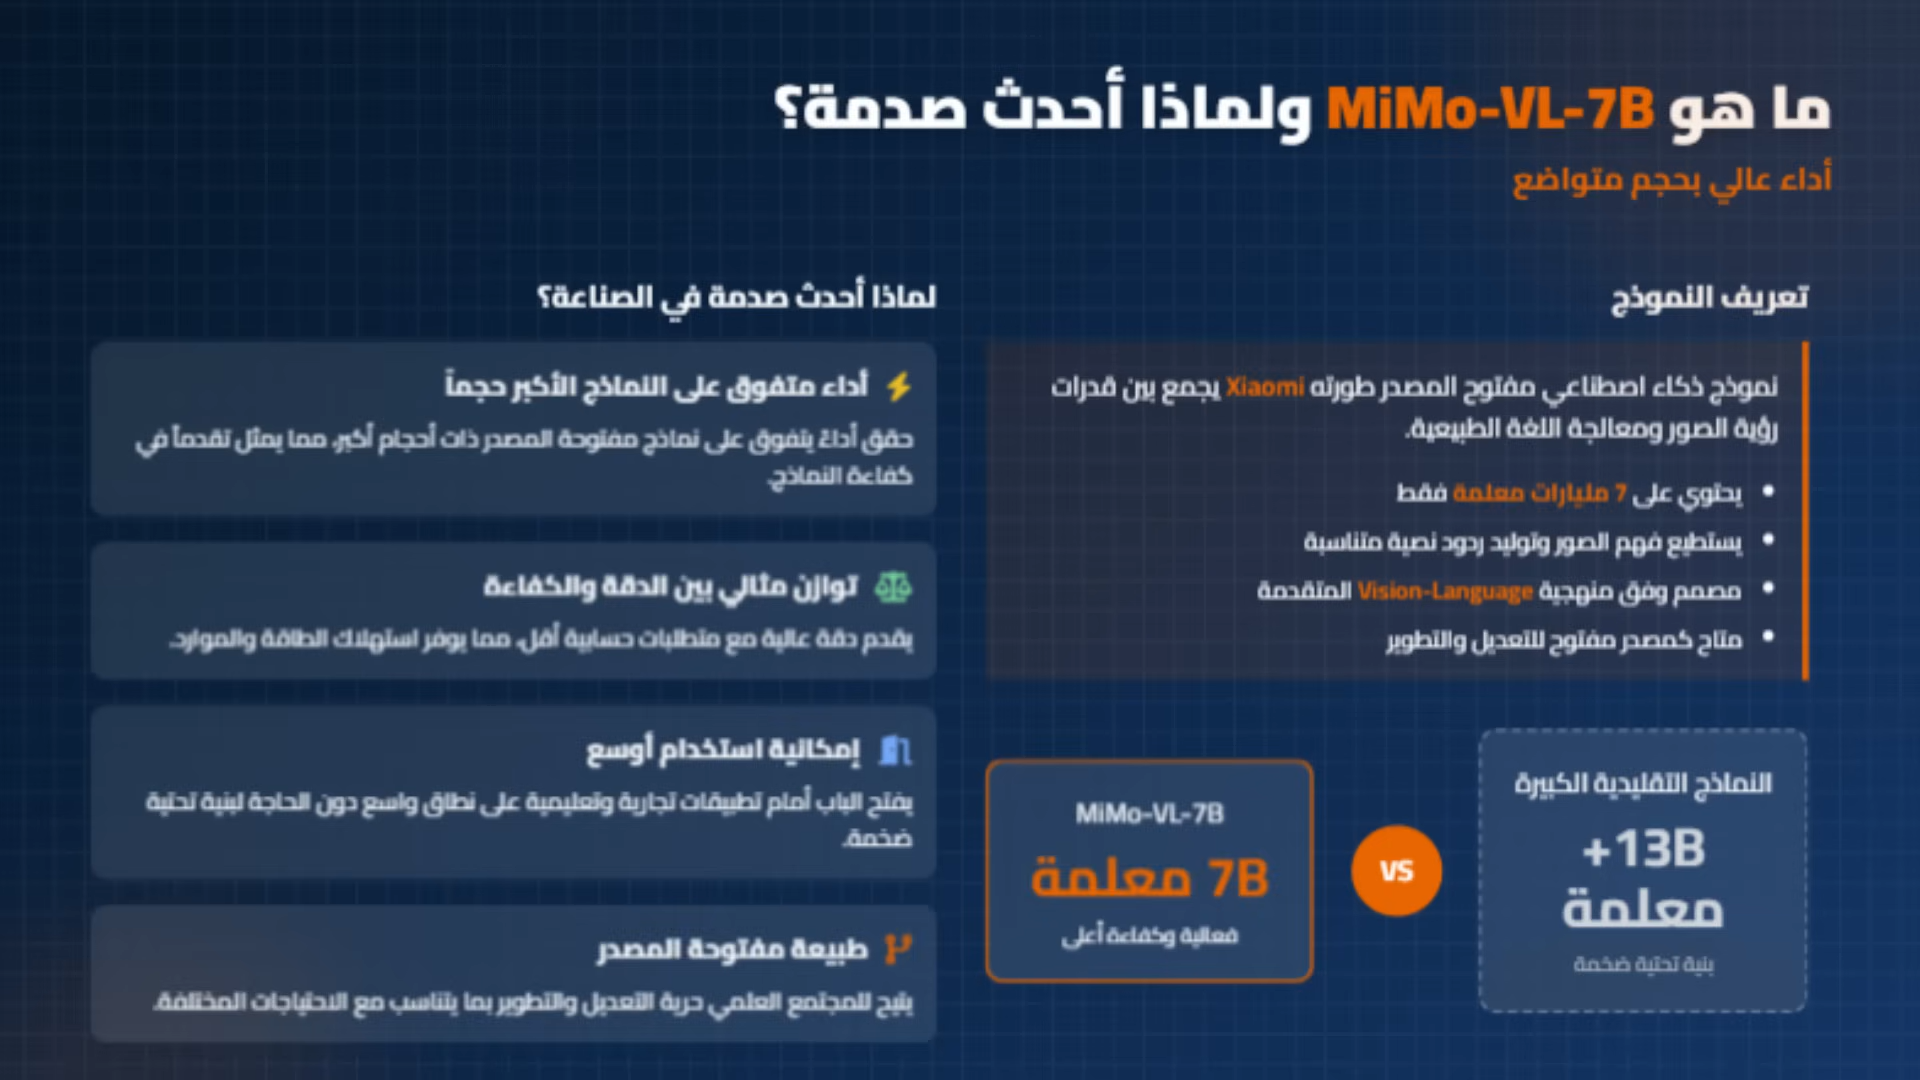 ما هو MiMo-VL-7B ولماذا أحدث صدمة؟
أداء عالي بحجم متواضع
تعريف النموذج
نموذج ذكاء اصطناعي مفتوح المصدر طورته Xiaomi يجمع بين قدرات
رؤية الصور ومعالجة اللغة الطبيعية.
• يحتوي على 7 مليارات معلمة فقط
• يستطيع فهم الصور وتوليد ردود نصية متناسبة
• مصمم وفق منهجية Vision-Language المتقدمة
• متاح كمصدر مفتوح للتعديل والتطوير
النماذج التقليدية الكبيرة
13B+
معلمة
بنية تحتية ضخمة
VS
MiMo-VL-7B
7B معلمة
فعالية وكفاءة أعلى
لماذا أحدث صدمة في الصناعة؟
أداء متفوق على النماذج الأكبر حجماً
حقق أداءً يتفوق على نماذج مفتوحة المصدر ذات أحجام أكبر، مما يمثل تقدماً في
كفاءة النماذج.
توازن مثالي بين الدقة والكفاءة
يقدم دقة عالية مع متطلبات حسابية أقل، مما يوفر استهلاك الطاقة والموارد.
إمكانية استخدام أوسع
يفتح الباب أمام تطبيقات تجارية وتعليمية على نطاق واسع دون الحاجة لبنية تحتية
ضخمة.
طبيعة مفتوحة المصدر
يتيح للمجتمع العلمي حرية التعديل والتطوير بما يتناسب مع الاحتياجات المختلفة.